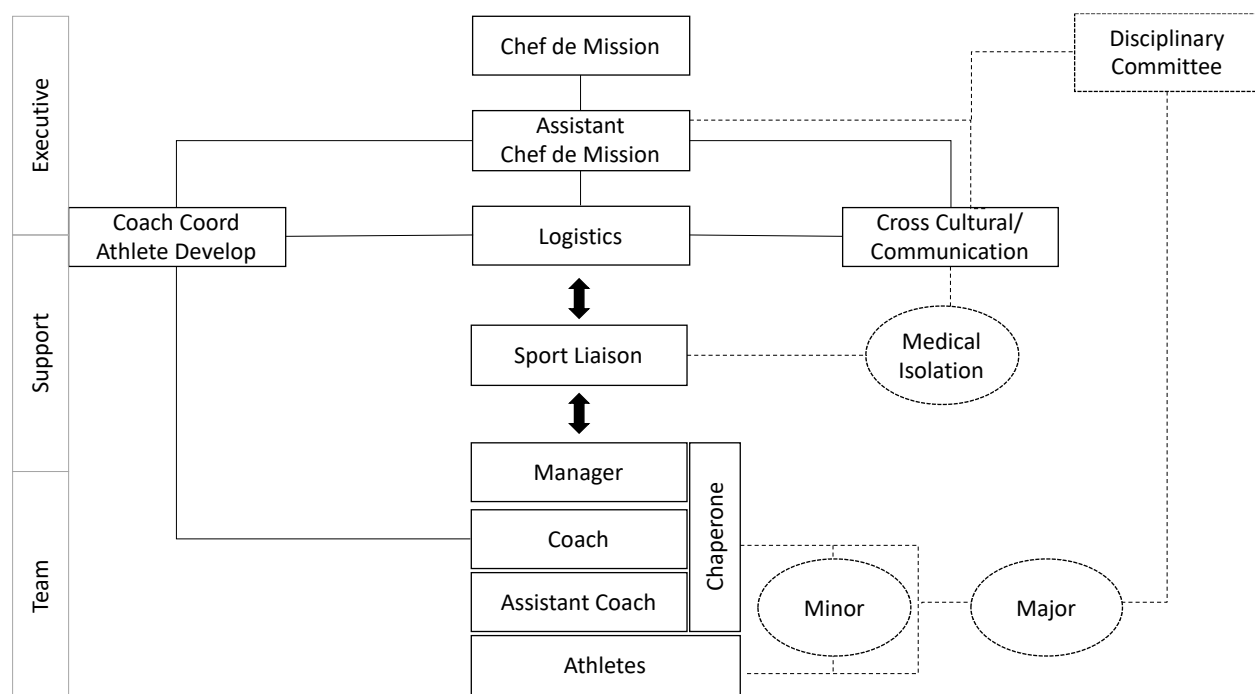 Executive
Support
Team
Chef de Mission
Disciplinary
Committee
Assistant
Chef de Mission
Coach Coord
Athlete Develop
Logistics
Cross Cultural/
Communication
Sport Liaison
Medical
Isolation
Manager
Chaperone
Coach
Assistant Coach
Minor
Major
Athletes